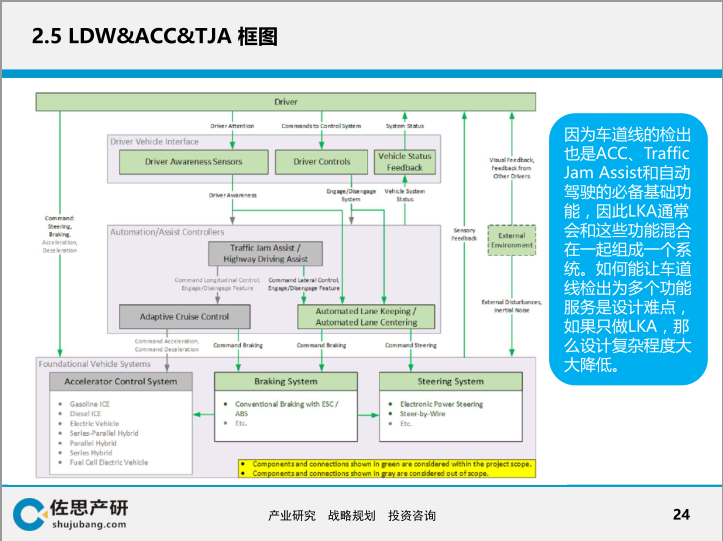 2.5 LDW&ACC&TJA 框图
Driver
Driver Attention
Commands to Control System
System Status
Driver Vehicle Interface
Driver Awareness Sensors
Driver Controls
Vehicle Status
Feedback
Visual Feedback,
Feedback from
Other Drivers
Driver Awareness
Engage/Disengage
System
Vehicle System
Status
Command:
Steering,
Braking,
Acceleration,
Deceleration
Automation/Assist Controllers
Traffic Jam Assist /
Highway Driving Assist
Sensory
Feedback
External
Environment
Command Longitudinal Control,
Engage/Disengage Feature
Command Lateral Control,
Engage/Disengage Feature
Adaptive Cruise Control
Automated Lane Keeping /
Automated Lane Centering
External Disturbances,
Inertial Noise
Command Acceleration,
Command Deceleration
Command Braking
Command Braking
Command Steering
Foundational Vehicle Systems
Accelerator Control System
• Gasoline ICE
• Diesel ICE
• Electric Vehicle
• Series-Parallel Hybrid
• Parallel Hybrid
• Series Hybrid
• Fuel Cell Electric Vehicle
Braking System
• Conventional Braking with ESC /
ABS
• Etc.
Steering System
• Electronic Power Steering
• Steer-by-Wire
• Etc.
• Components and connections shown in green are considered within the project scope.
• Components and connections shown in gray are considered out of scope.
因为车道线的检出
也是ACC、Traffic
Jam Assist和自动
驾驶的必备基础功
能，因此LKA通常
会和这些功能混合
在一起组成一个系
统。如何能让车道
线检出为多个功能
服务是设计难点，
如果只做LKA，那
么设计复杂程度大
大降低。
佐思产研
shujubang.com
产业研究 战略规划 投资咨询
24